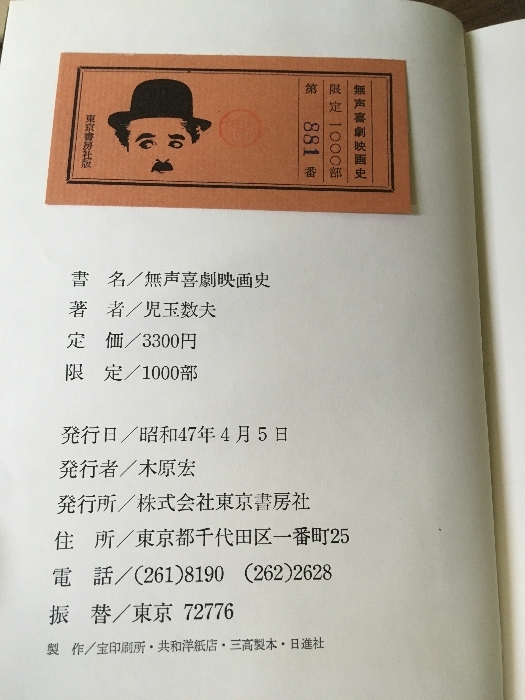 無声喜劇映画史
限定一〇〇〇部
第 881 番
東京書房社版
書 名/無声喜劇映画史
著 者/児玉数夫
定 価/3300円
限 定/1000部
発行日/昭和47年4月5日
発行者/木原宏
発行所/株式会社東京書房社
住 所/東京都千代田区一番町25
電 話/(261)8190 (262)2628
振 替/東京 72776
製 作/宝印刷所・共和洋紙店・三高製本・日進社